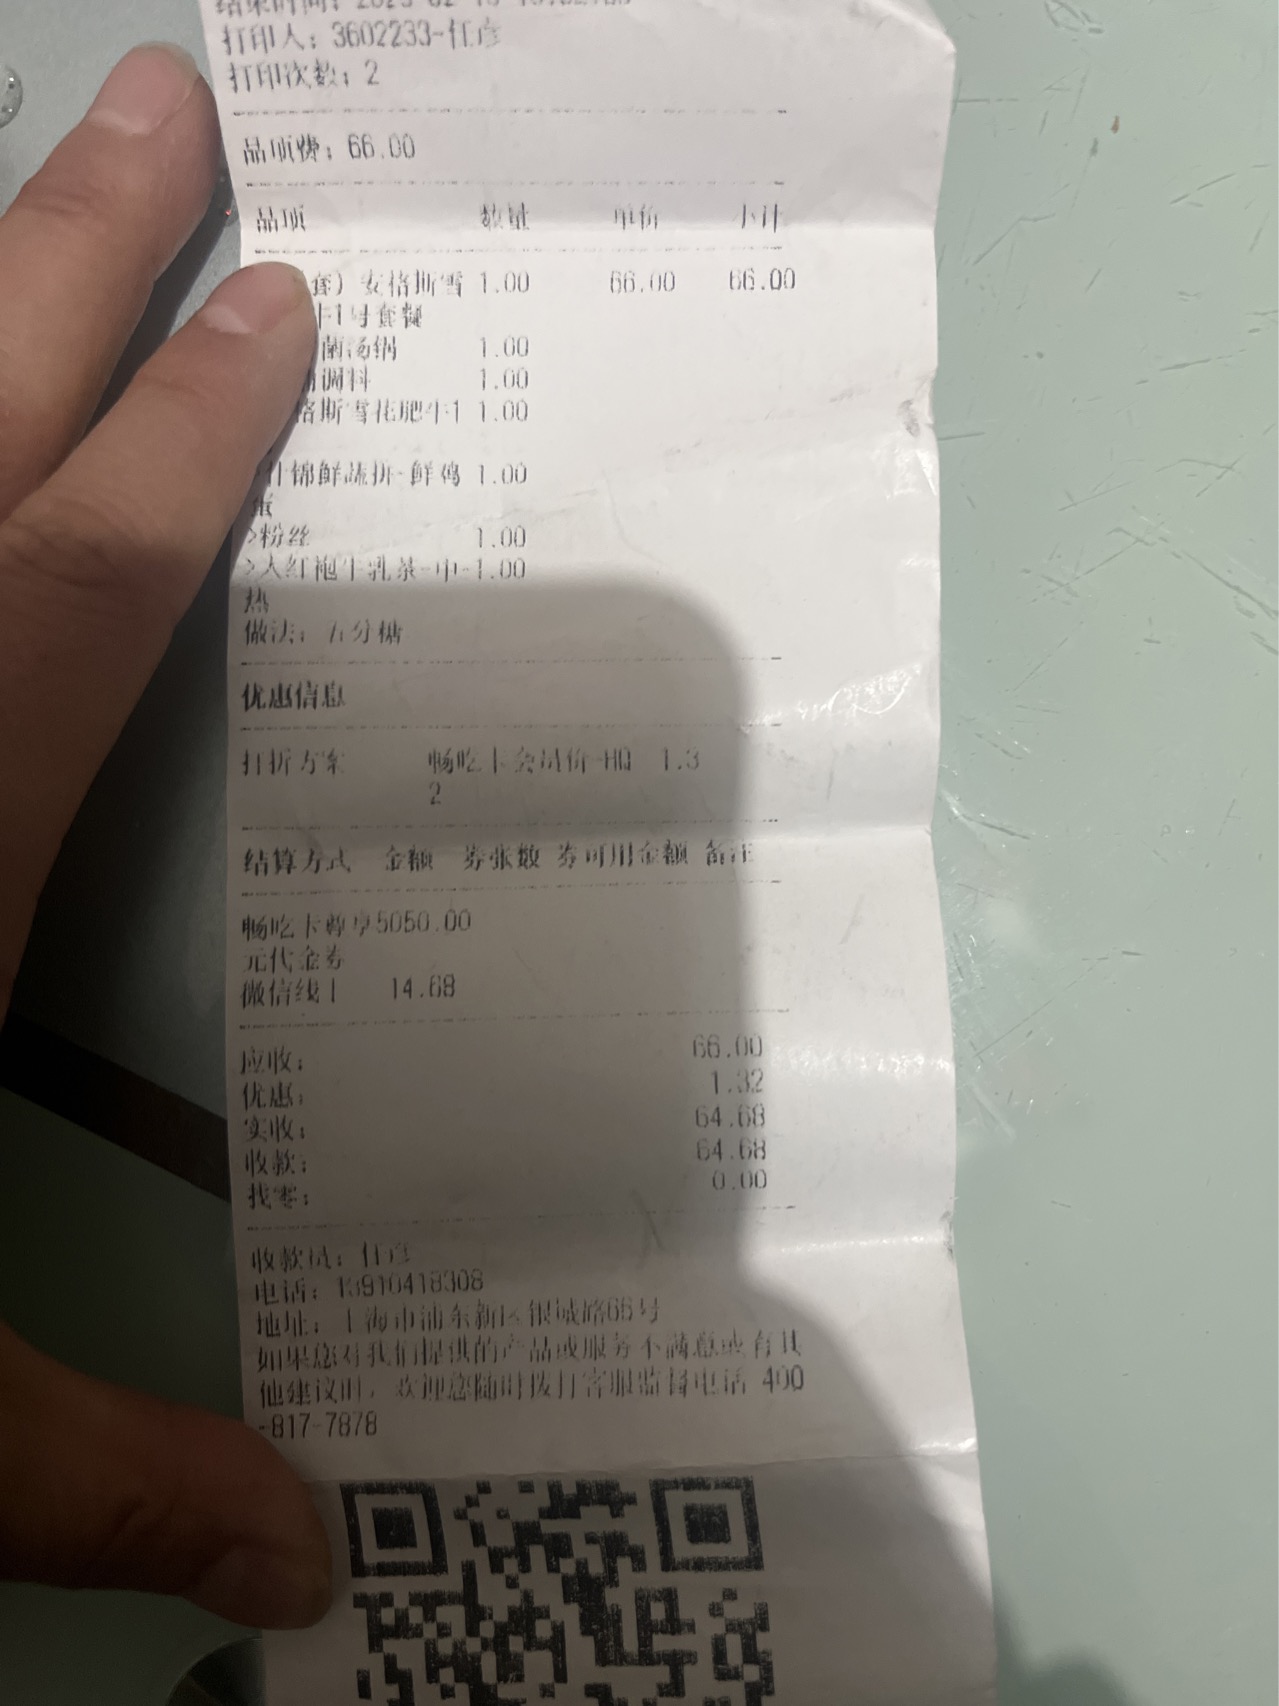 打印人：3602233-任彦
打印次数：2
品项费：66.00
品项 数量 单价 小计
套）安格斯雪 1.00 66.00 66.00
牛1号套餐
菌汤锅 1.00
调料 1.00
格斯雪花肥牛1 1.00
什锦鲜蔬拼-鲜鸡 1.00
蛋
>粉丝 1.00
>大红袍牛乳茶-中-1.00
热
做法：五分糖
优惠信息
打折方案 畅吃卡会员价-HQ 1.3
2
结算方式 金额 券张数 券可用金额 备注
畅吃卡尊享5050.00
元代金券
微信线上 14.68
应收： 66.00
优惠： 1.32
实收： 64.68
收款： 64.68
找零： 0.00
收款员：任彦
电话：13910418308
地址：上海市浦东新区银城路66号
如果您对我们提供的产品或服务不满意或有其
他建议时，欢迎您随时拨打客服监督电话 400
-817-7878